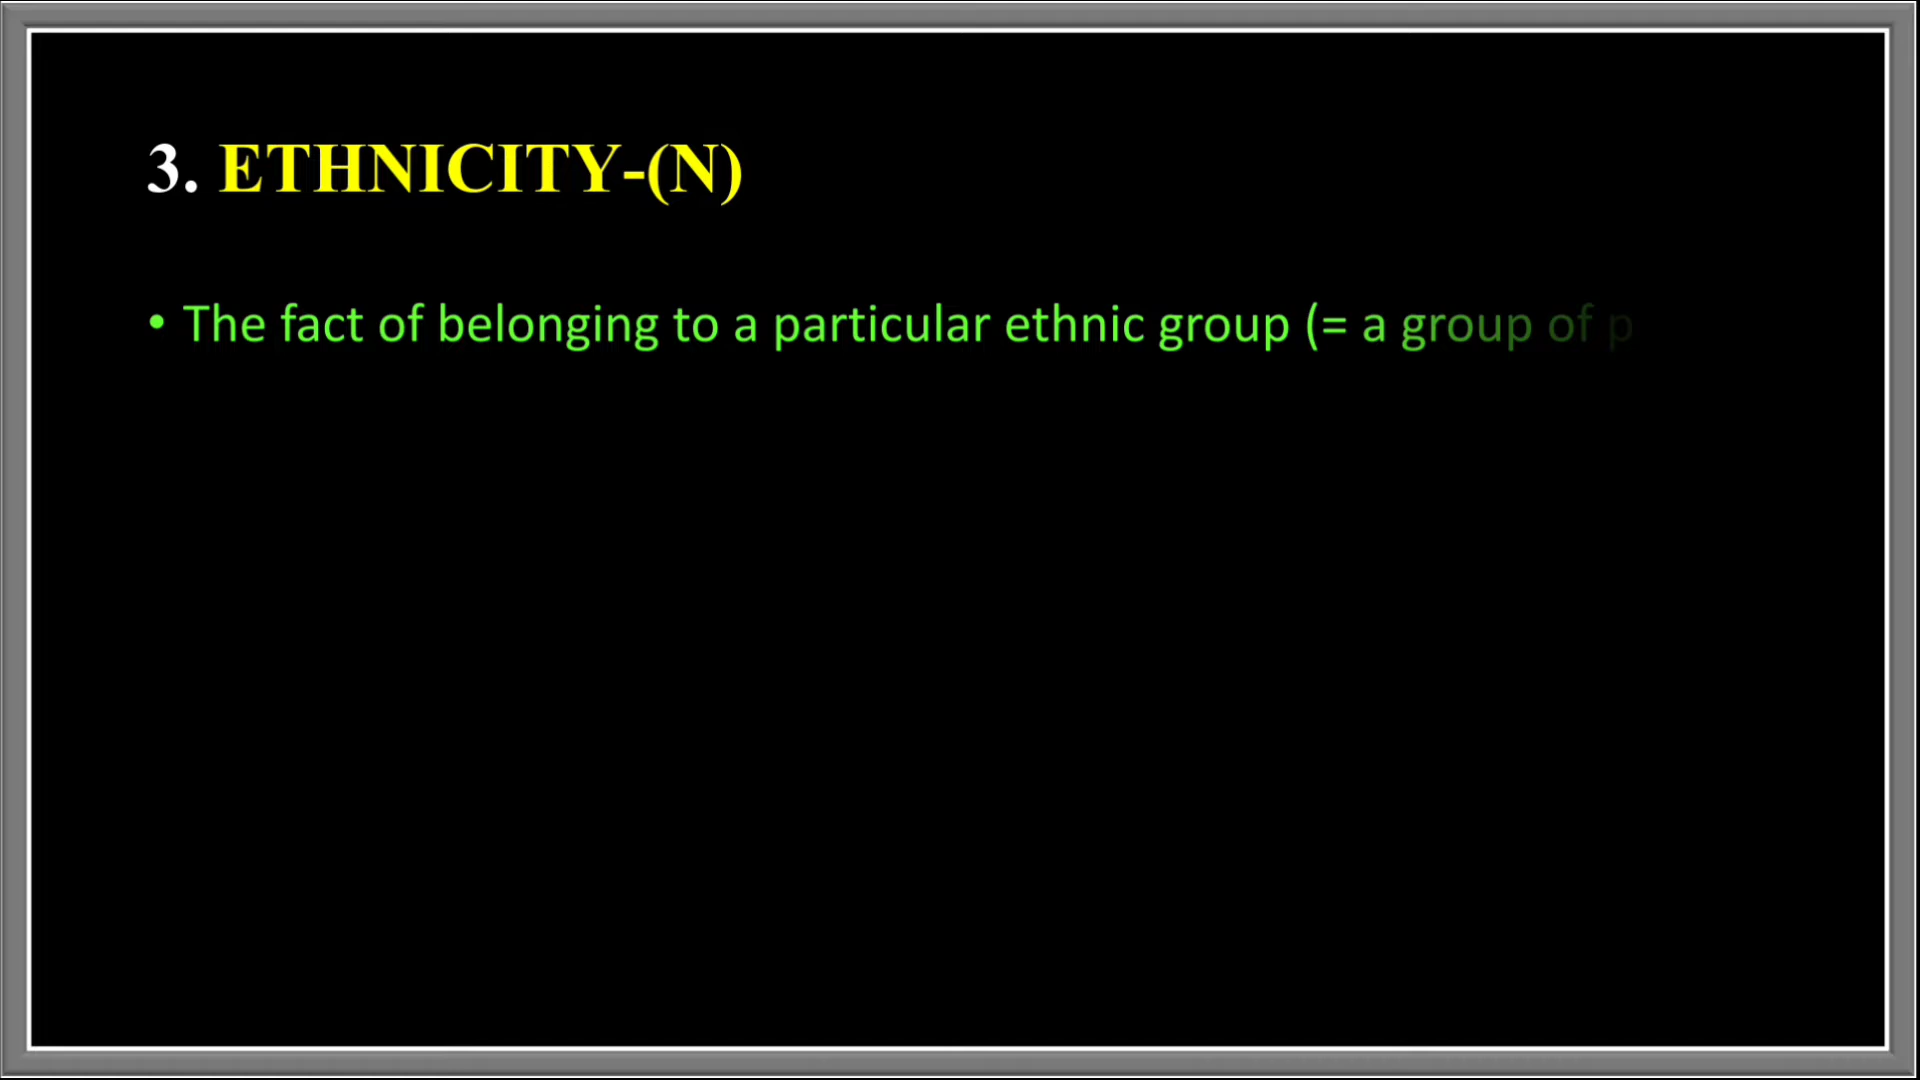 3. ETHNICITY-(N)
• The fact of belonging to a particular ethnic group (= a group of p